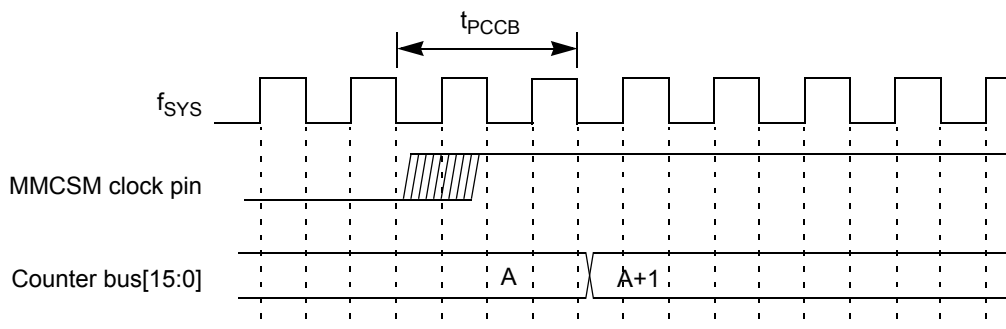 tPCCB
fSYS
MMCSM clock pin
Counter bus[15:0]
A
A+1